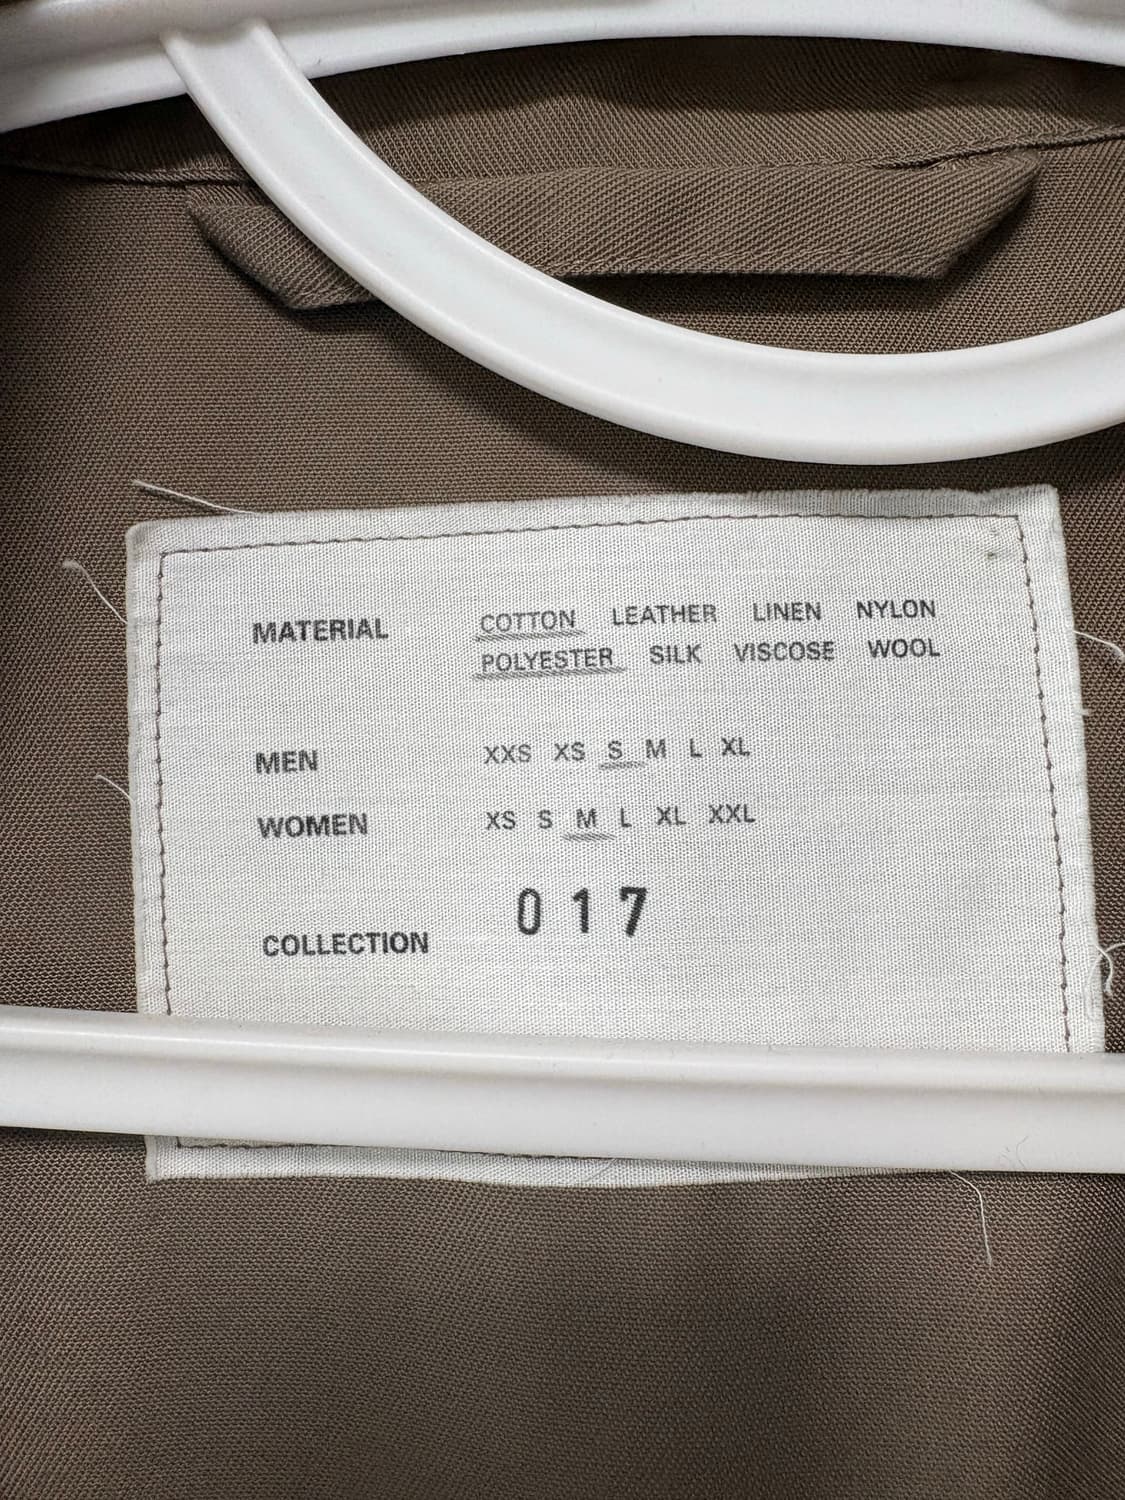 MATERIAL COTTON LEATHER LINEN NYLON
POLYESTER SILK VISCOSE WOOL
MEN XXS XS S M L XL
WOMEN XS S M L XL XXL
COLLECTION 017